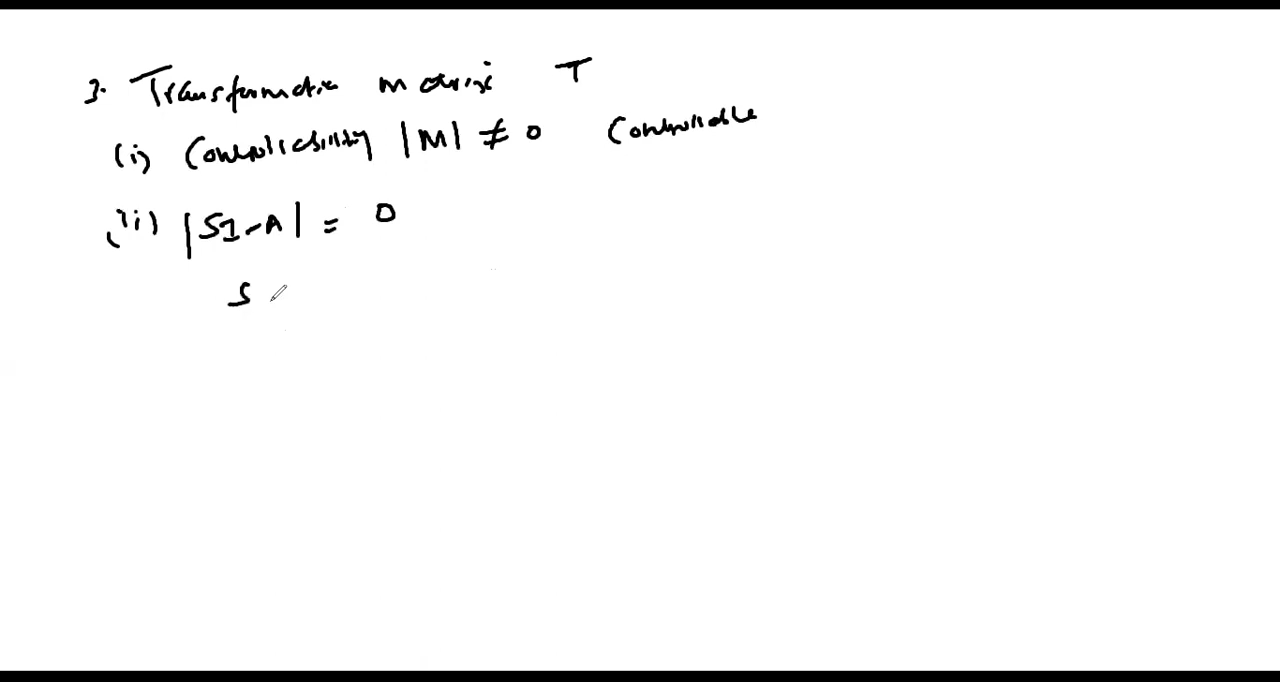 3. Transformation matrix T
(i) Controllability |M| ≠ 0 Controllable
(ii) |SI-A| = 0
S